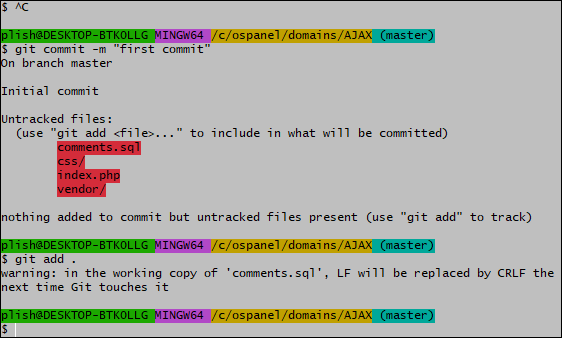 $ ^C
plish@DESKTOP-BTKOLLG MINGW64 /c/ospanel/domains/AJAX (master)
$ git commit -m "first commit"
On branch master
Initial commit
Untracked files:
(use "git add <file>..." to include in what will be committed)
comments.sql
css/
index.php
vendor/
nothing added to commit but untracked files present (use "git add" to track)
plish@DESKTOP-BTKOLLG MINGW64 /c/ospanel/domains/AJAX (master)
$ git add .
warning: in the working copy of 'comments.sql', LF will be replaced by CRLF the
next time Git touches it
plish@DESKTOP-BTKOLLG MINGW64 /c/ospanel/domains/AJAX (master)
$